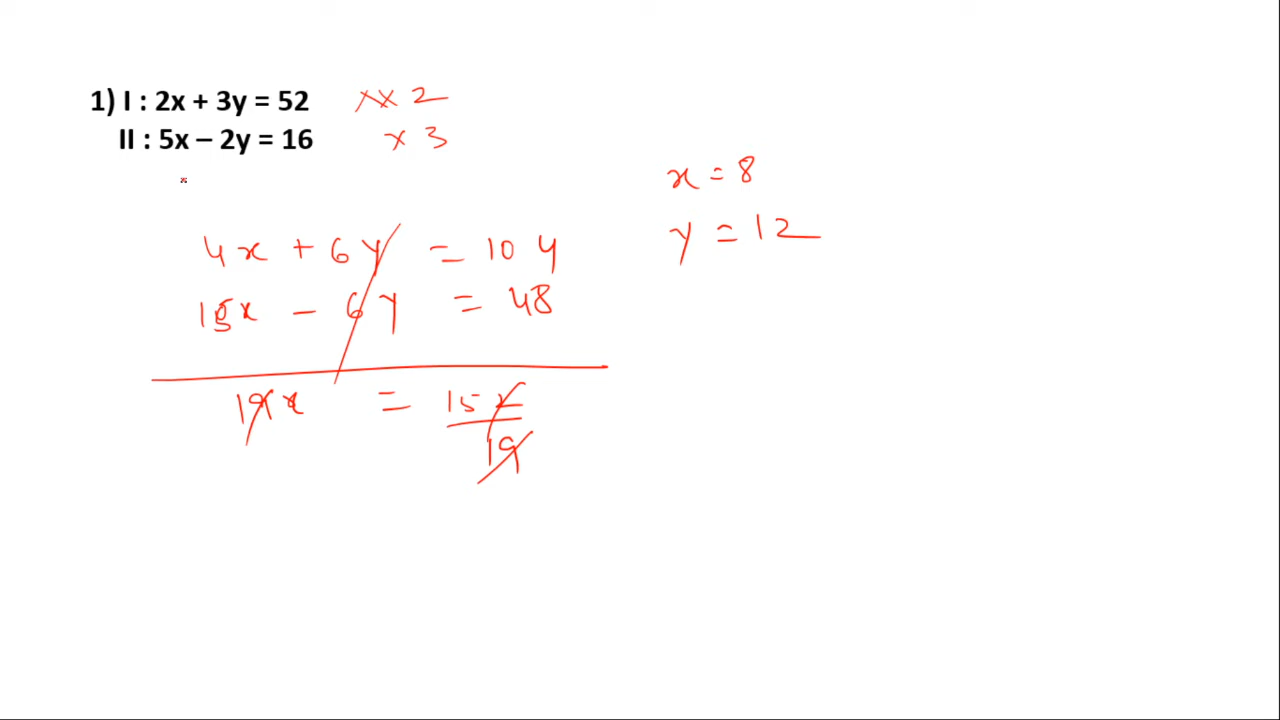 1) I : 2x + 3y = 52 × × 2
II : 5x – 2y = 16 × 3
x = 8
y = 12
4x + 6y = 104
15x - 6y = 48
19x = 152
19